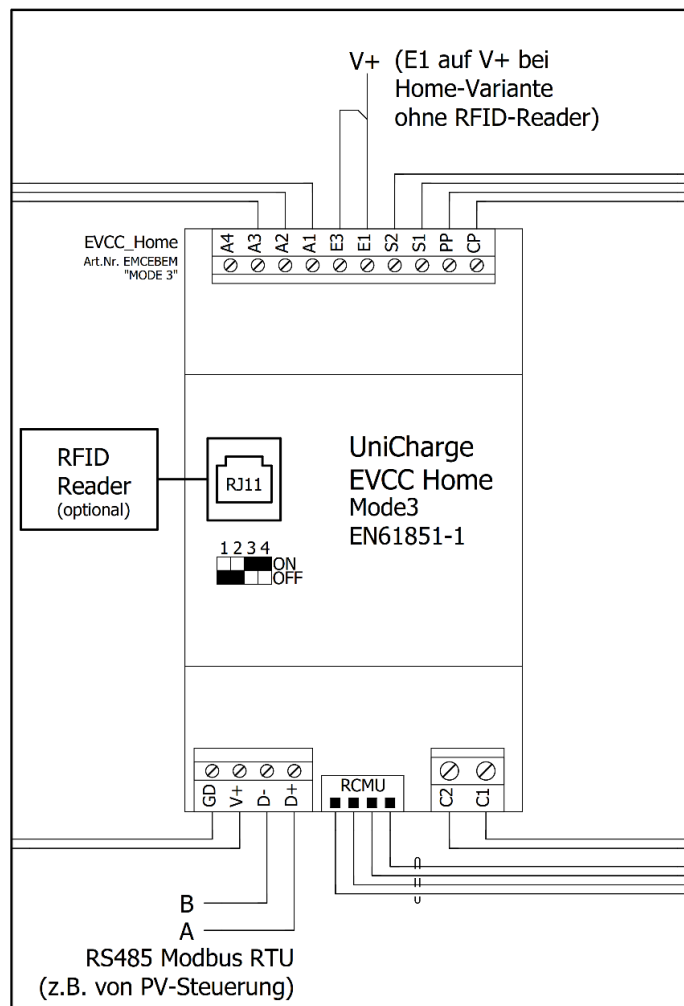 V+ (E1 auf V+ bei
Home-Variante
ohne RFID-Reader)
EVCC_Home
Art.Nr. EMCEBEM
"MODE 3"
A4 A3 A2 A1 E3 E1 S2 S1 PP CP
RFID
Reader
(optional)
RJ11
UniCharge
EVCC Home
Mode3
EN61851-1
1 2 3 4
ON
OFF
GD V+ D- D+
RCMU
C2 C1
B
A
RS485 Modbus RTU
(z.B. von PV-Steuerung)